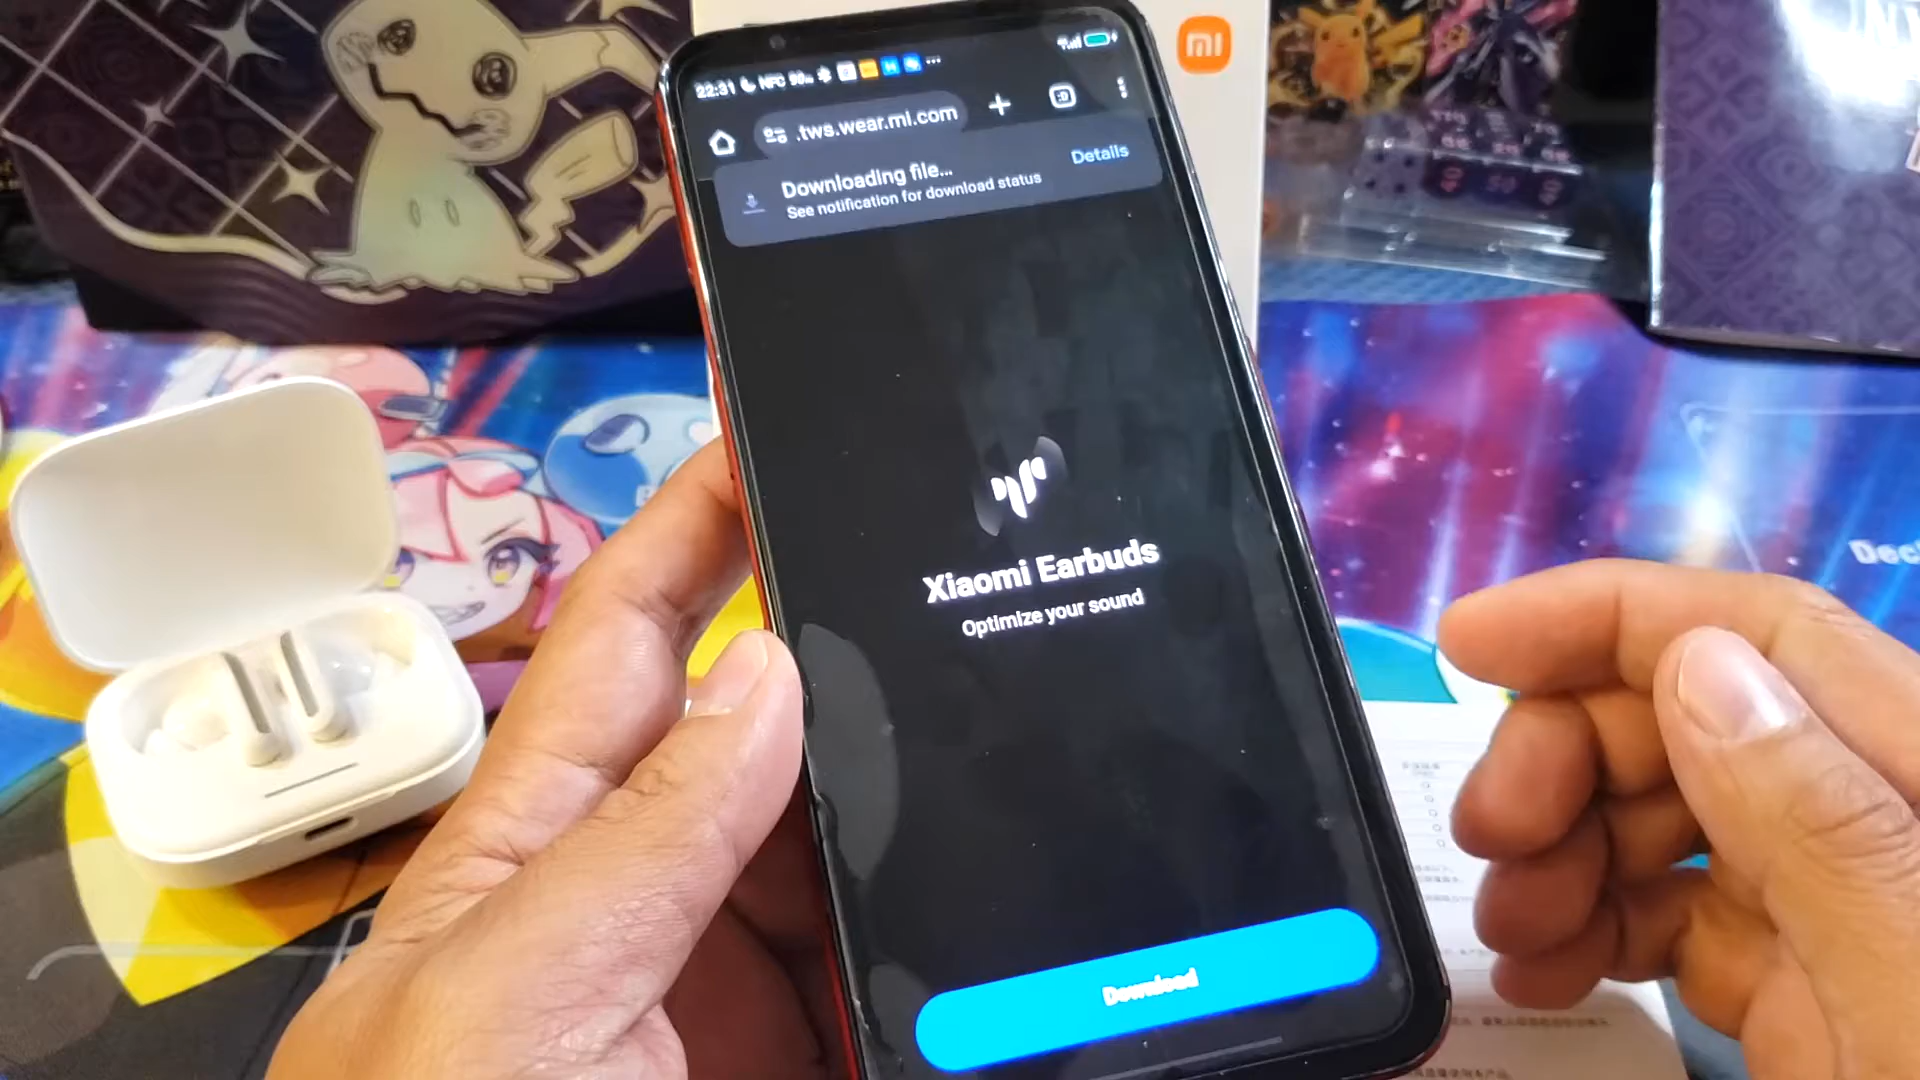 22:31
NFC
.tws.wear.mi.com
Downloading file...
See notification for download status
Details
Xiaomi Earbuds
Optimize your sound
Download
mi
Dec